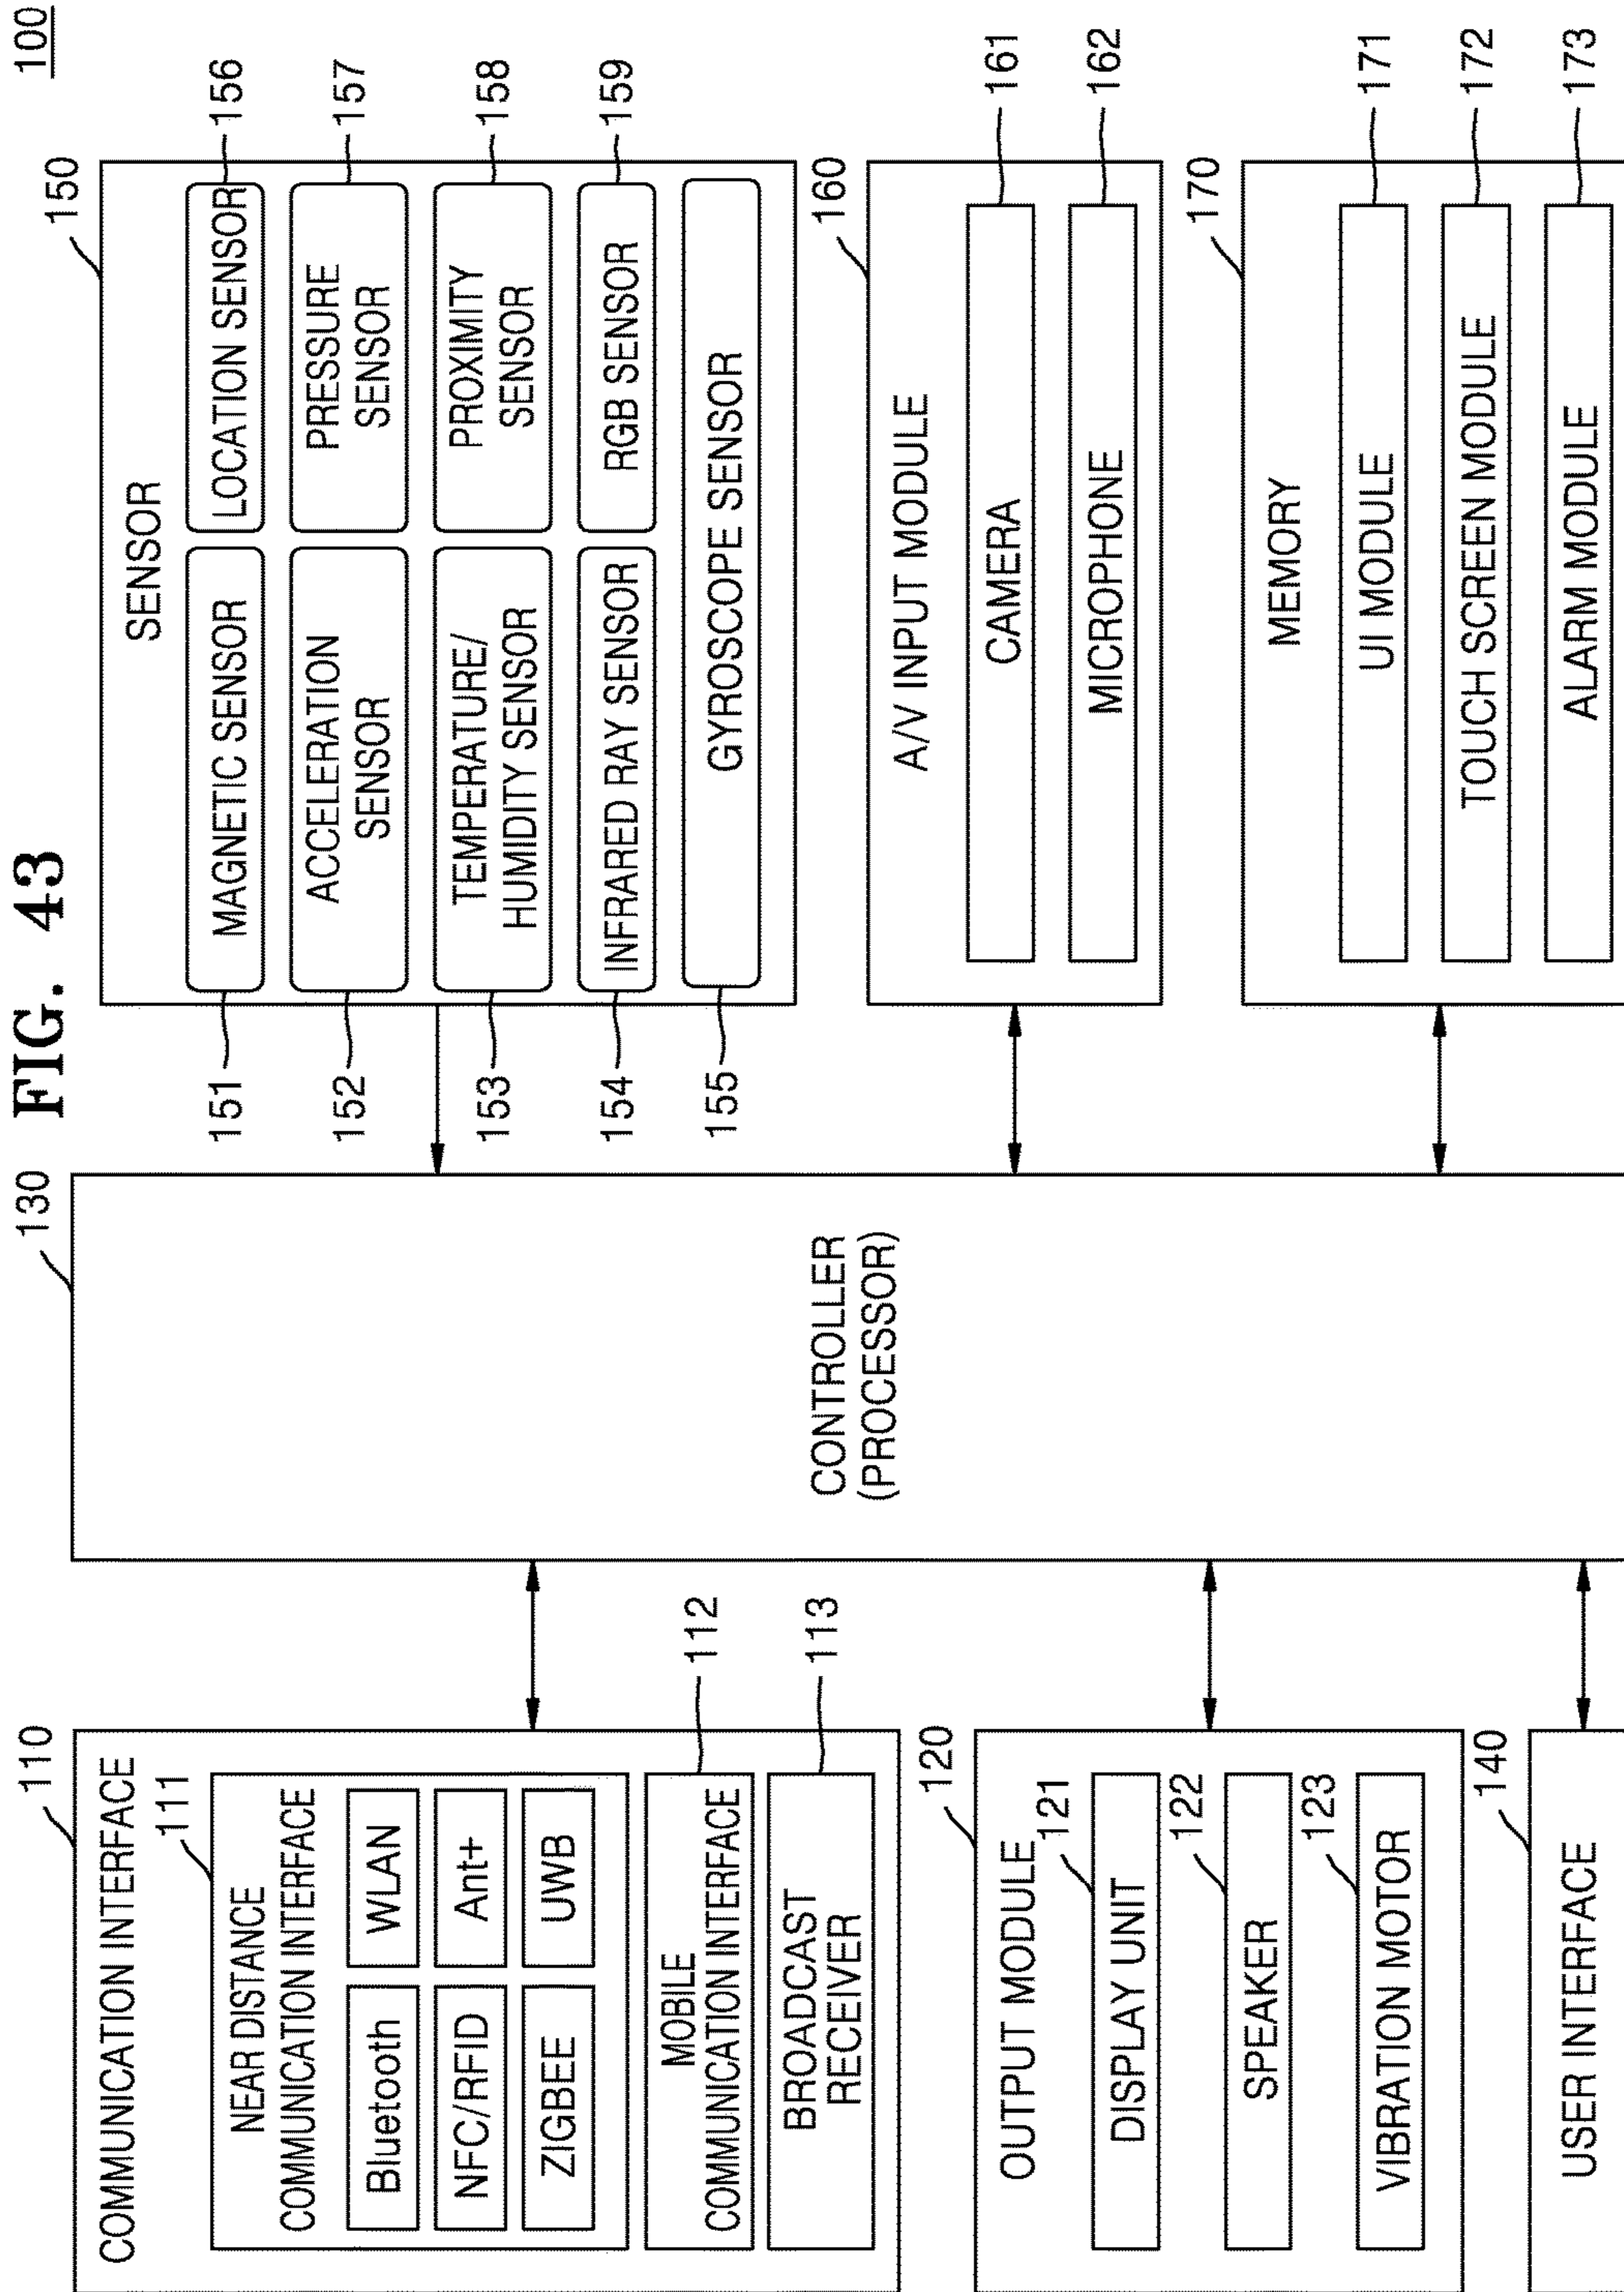 FIG. 43
100
110
COMMUNICATION INTERFACE
111
NEAR DISTANCE
COMMUNICATION INTERFACE
Bluetooth
WLAN
NFC/RFID
Ant+
ZIGBEE
UWB
MOBILE
COMMUNICATION INTERFACE
112
BROADCAST
RECEIVER
113
120
OUTPUT MODULE
121
DISPLAY UNIT
122
SPEAKER
123
VIBRATION MOTOR
140
USER INTERFACE
130
CONTROLLER
(PROCESSOR)
150
SENSOR
151
MAGNETIC SENSOR
LOCATION SENSOR
156
152
ACCELERATION
SENSOR
PRESSURE
SENSOR
157
153
TEMPERATURE/
HUMIDITY SENSOR
PROXIMITY
SENSOR
158
154
INFRARED RAY SENSOR
RGB SENSOR
159
155
GYROSCOPE SENSOR
160
A/V INPUT MODULE
CAMERA
161
MICROPHONE
162
170
MEMORY
UI MODULE
171
TOUCH SCREEN MODULE
172
ALARM MODULE
173